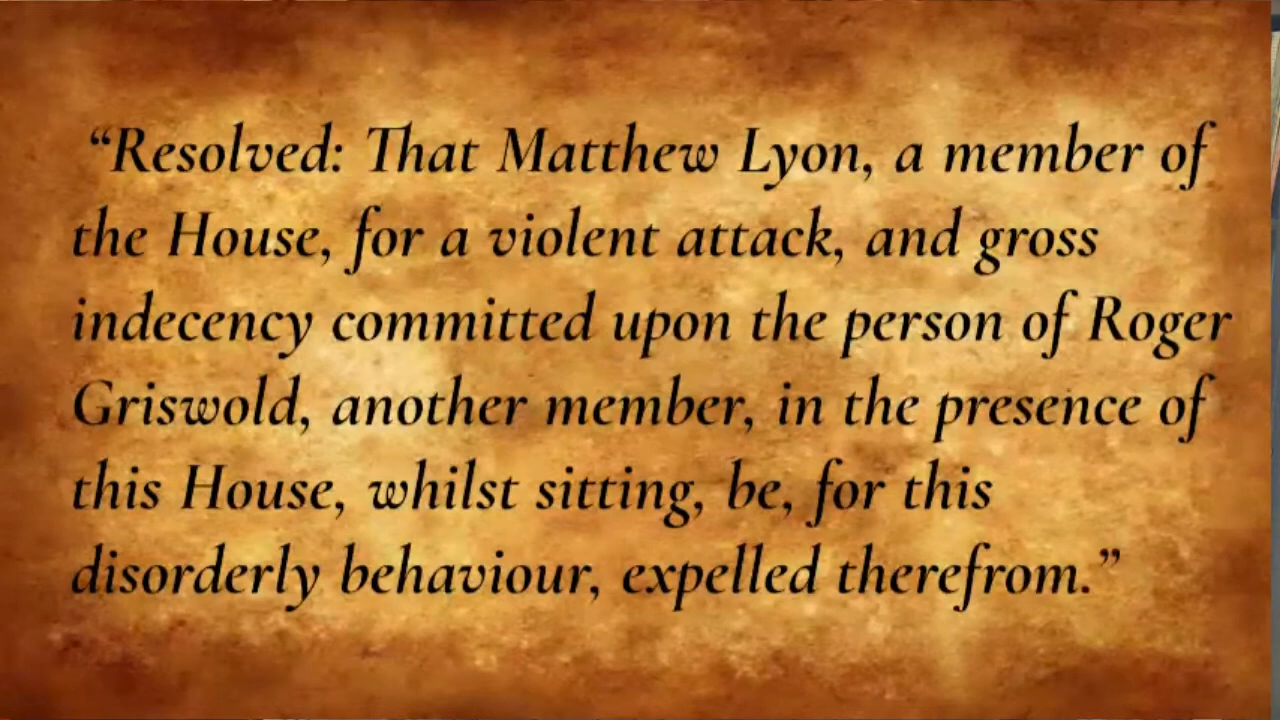 “Resolved: That Matthew Lyon, a member of
the House, for a violent attack, and gross
indecency committed upon the person of Roger
Griswold, another member, in the presence of
this House, whilst sitting, be, for this
disorderly behaviour, expelled therefrom.”